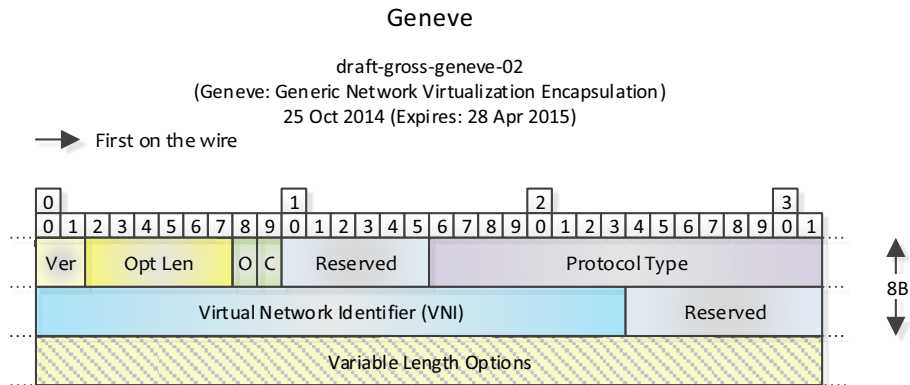 Geneve
draft-gross-geneve-02
(Geneve: Generic Network Virtualization Encapsulation)
25 Oct 2014 (Expires: 28 Apr 2015)
First on the wire
0 1 2 3
0 1 2 3 4 5 6 7 8 9 0 1 2 3 4 5 6 7 8 9 0 1 2 3 4 5 6 7 8 9 0 1
Ver Opt Len O C Reserved Protocol Type
8B
Virtual Network Identifier (VNI) Reserved
Variable Length Options